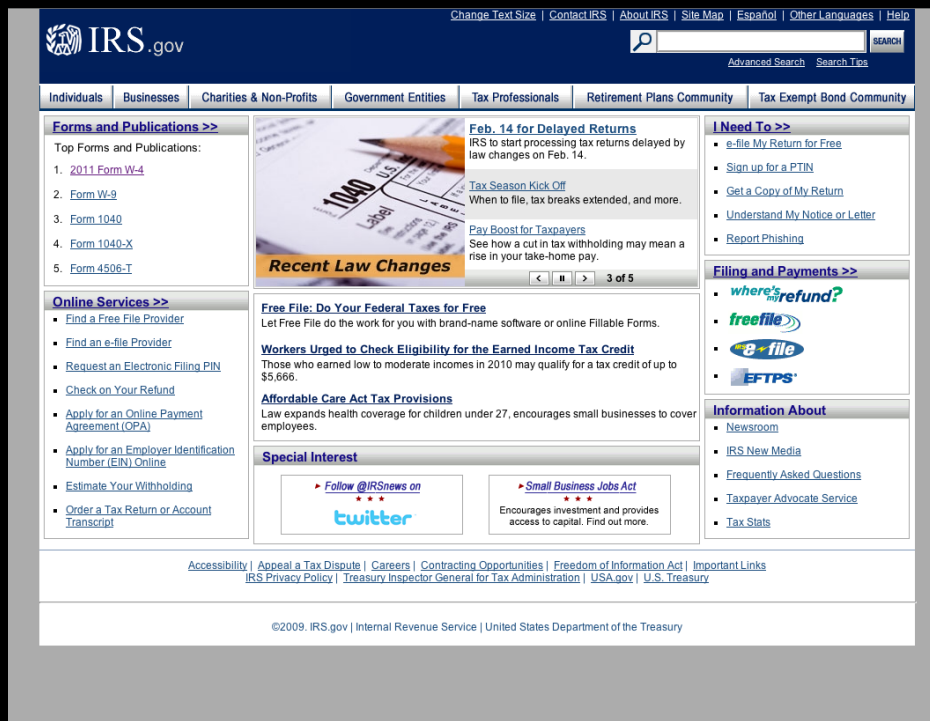 Change Text Size | Contact IRS | About IRS | Site Map | Español | Other Languages | Help
IRS.gov
SEARCH
Advanced Search Search Tips
Individuals Businesses Charities & Non-Profits Government Entities Tax Professionals Retirement Plans Community Tax Exempt Bond Community
Forms and Publications >>
Top Forms and Publications:
1. 2011 Form W-4
2. Form W-9
3. Form 1040
4. Form 1040-X
5. Form 4506-T
Online Services >>
Find a Free File Provider
Find an e-file Provider
Request an Electronic Filing PIN
Check on Your Refund
Apply for an Online Payment
Agreement (OPA)
Apply for an Employer Identification
Number (EIN) Online
Estimate Your Withholding
Order a Tax Return or Account
Transcript
1040
U.S.
Label
Recent Law Changes
Feb. 14 for Delayed Returns
IRS to start processing tax returns delayed by
law changes on Feb. 14.
Tax Season Kick Off
When to file, tax breaks extended, and more.
Pay Boost for Taxpayers
See how a cut in tax withholding may mean a
rise in your take-home pay.
3 of 5
Free File: Do Your Federal Taxes for Free
Let Free File do the work for you with brand-name software or online Fillable Forms.
Workers Urged to Check Eligibility for the Earned Income Tax Credit
Those who earned low to moderate incomes in 2010 may qualify for a tax credit of up to
$5,666.
Affordable Care Act Tax Provisions
Law expands health coverage for children under 27, encourages small businesses to cover
employees.
Special Interest
Follow @IRSnews on
twitter
Small Business Jobs Act
Encourages investment and provides
access to capital. Find out more.
I Need To >>
e-file My Return for Free
Sign up for a PTIN
Get a Copy of My Return
Understand My Notice or Letter
Report Phishing
Filing and Payments >>
where's my refund?
freefile
IRS e-file
EFTPS
Information About
Newsroom
IRS New Media
Frequently Asked Questions
Taxpayer Advocate Service
Tax Stats
Accessibility | Appeal a Tax Dispute | Careers | Contracting Opportunities | Freedom of Information Act | Important Links
IRS Privacy Policy | Treasury Inspector General for Tax Administration | USA.gov | U.S. Treasury
©2009. IRS.gov | Internal Revenue Service | United States Department of the Treasury